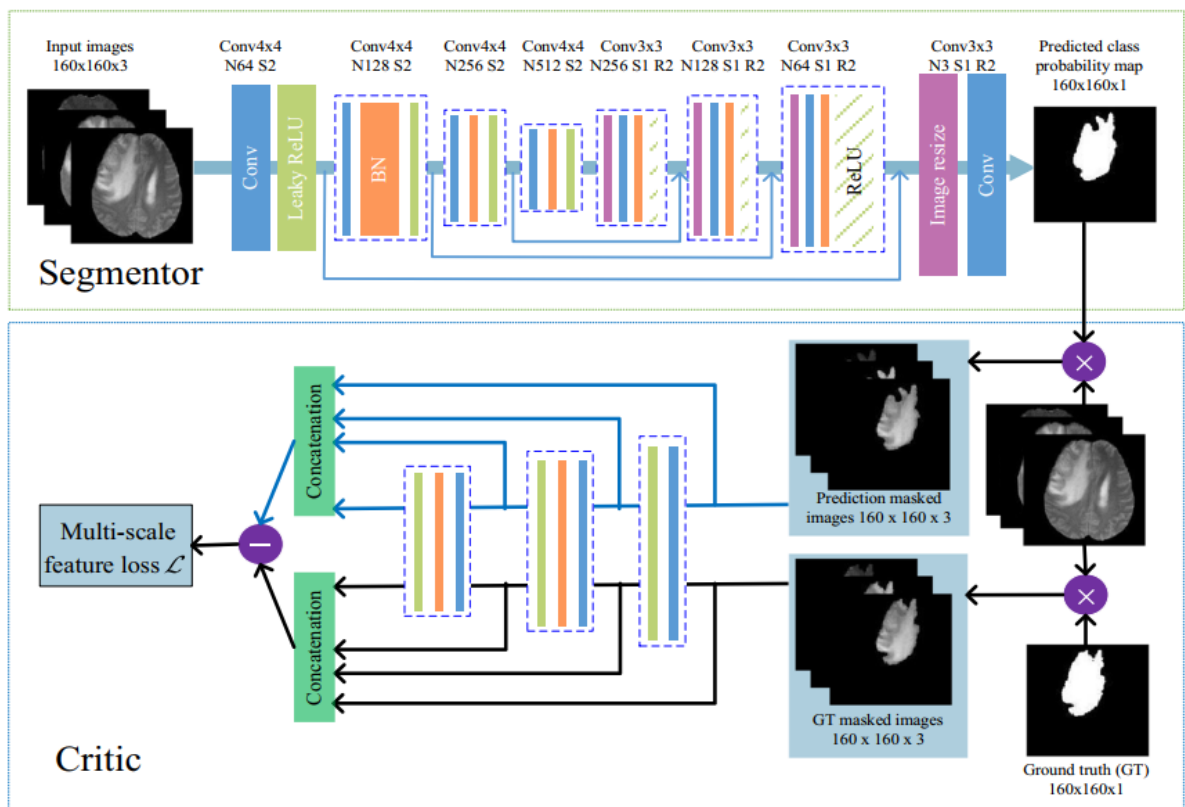 Input images
160x160x3
Conv4x4
N64 S2
Conv4x4
N128 S2
Conv4x4
N256 S2
Conv4x4
N512 S2
Conv3x3
N256 S1 R2
Conv3x3
N128 S1 R2
Conv3x3
N64 S1 R2
Conv3x3
N3 S1 R2
Predicted class
probability map
160x160x1
Conv
Leaky ReLU
BN
ReLU
Image resize
Conv
Segmentor
×
Concatenation
Prediction masked
images 160 x 160 x 3
Multi-scale
feature loss ℒ
−
×
Concatenation
GT masked images
160 x 160 x 3
Critic
Ground truth (GT)
160x160x1